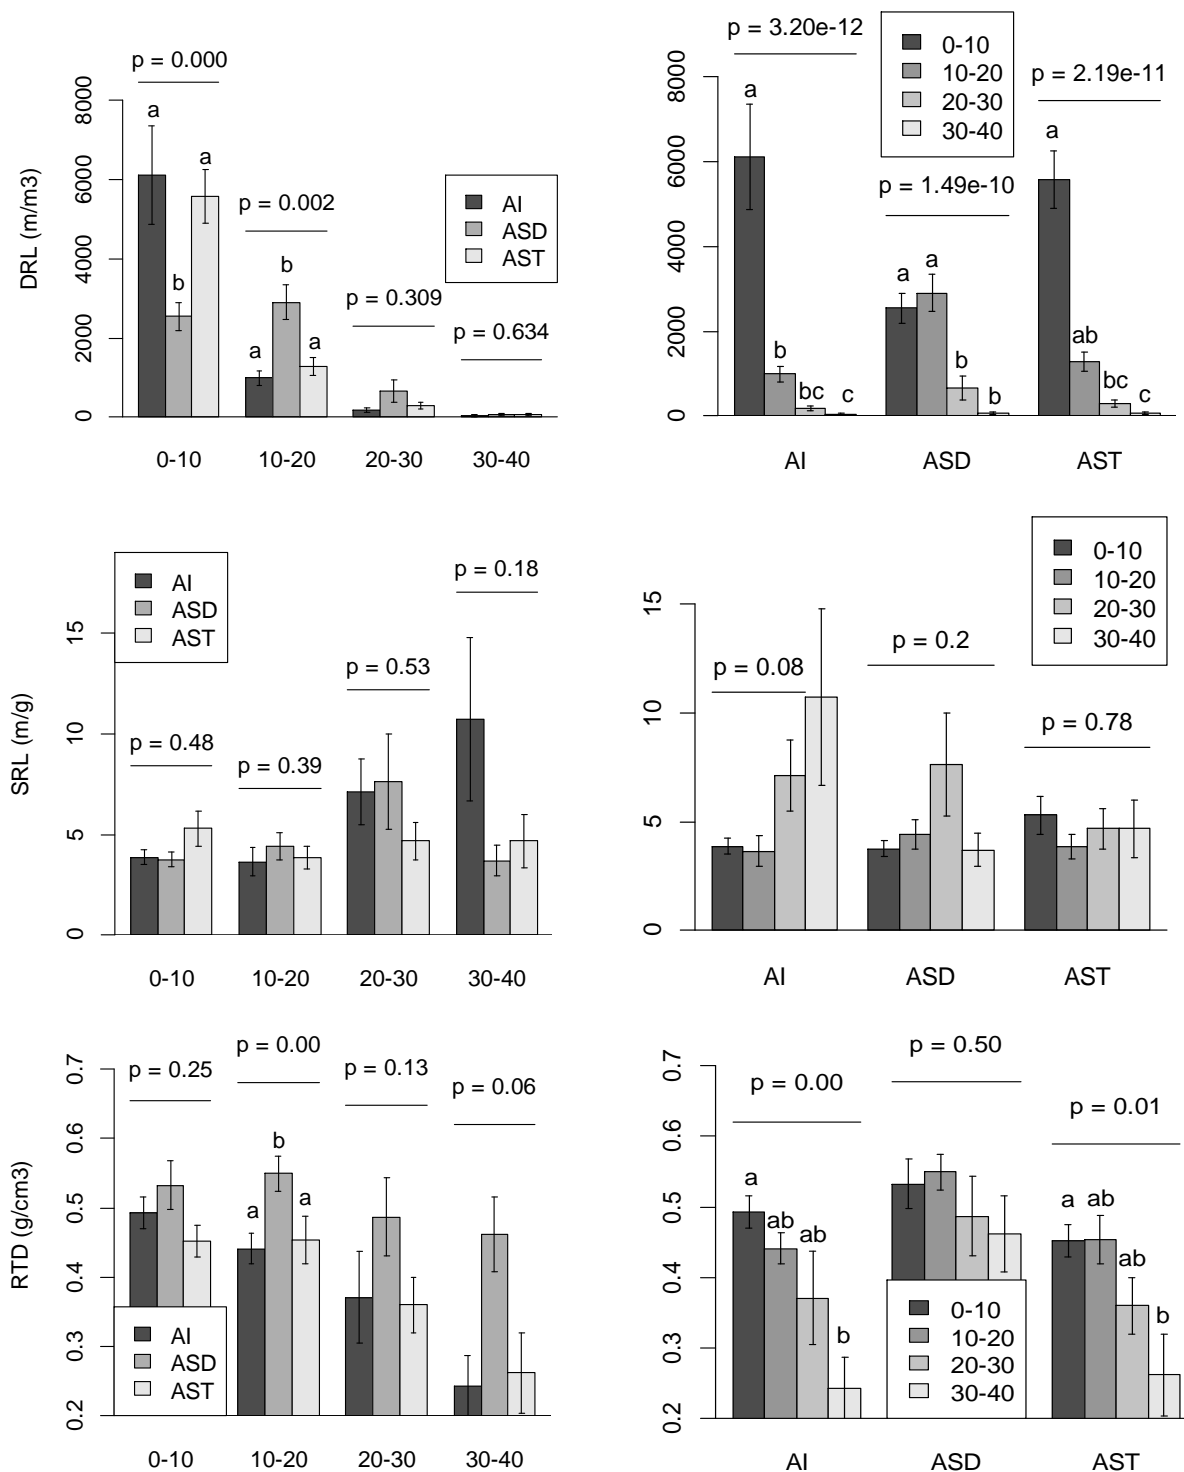 p = 0.000
a
a
b
p = 0.002
b
a
a
p = 0.309
p = 0.634
AI
ASD
AST
DRL (m/m3)
0
2000
4000
6000
8000
0-10
10-20
20-30
30-40
p = 3.20e-12
a
b
bc
c
p = 1.49e-10
a
a
b
b
p = 2.19e-11
a
ab
bc
c
0-10
10-20
20-30
30-40
0
2000
4000
6000
8000
AI
ASD
AST
AI
ASD
AST
p = 0.48
p = 0.39
p = 0.53
p = 0.18
SRL (m/g)
0
5
10
15
0-10
10-20
20-30
30-40
0-10
10-20
20-30
30-40
p = 0.08
p = 0.2
p = 0.78
0
5
10
15
AI
ASD
AST
p = 0.25
p = 0.00
a
b
a
p = 0.13
p = 0.06
AI
ASD
AST
RTD (g/cm3)
0.2
0.3
0.4
0.5
0.6
0.7
0-10
10-20
20-30
30-40
p = 0.00
a
ab
ab
b
p = 0.50
p = 0.01
a
ab
ab
b
0-10
10-20
20-30
30-40
0.2
0.3
0.4
0.5
0.6
0.7
AI
ASD
AST